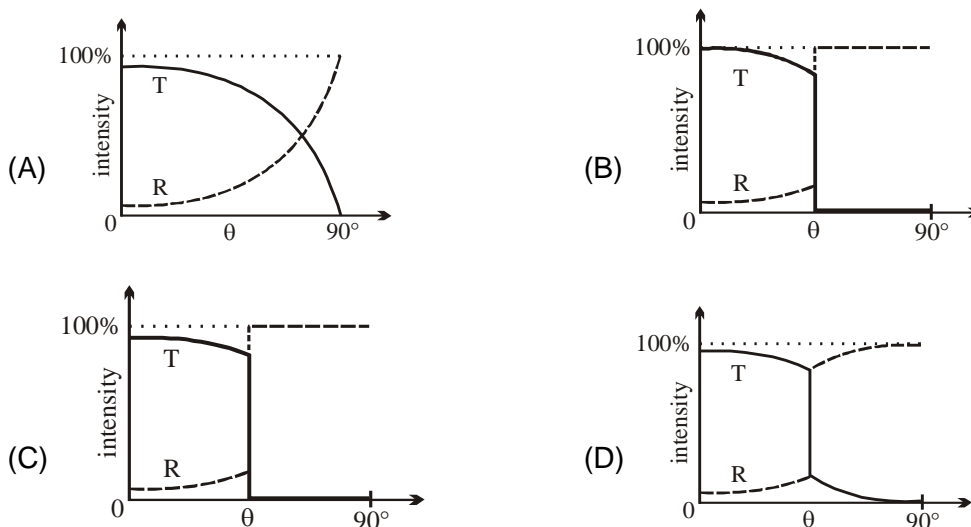 (A)
100%
T
intensity
R
0
θ
90°
(B)
100%
T
intensity
R
0
θ
90°
(C)
100%
T
intensity
R
0
θ
90°
(D)
100%
T
intensity
R
0
θ
90°